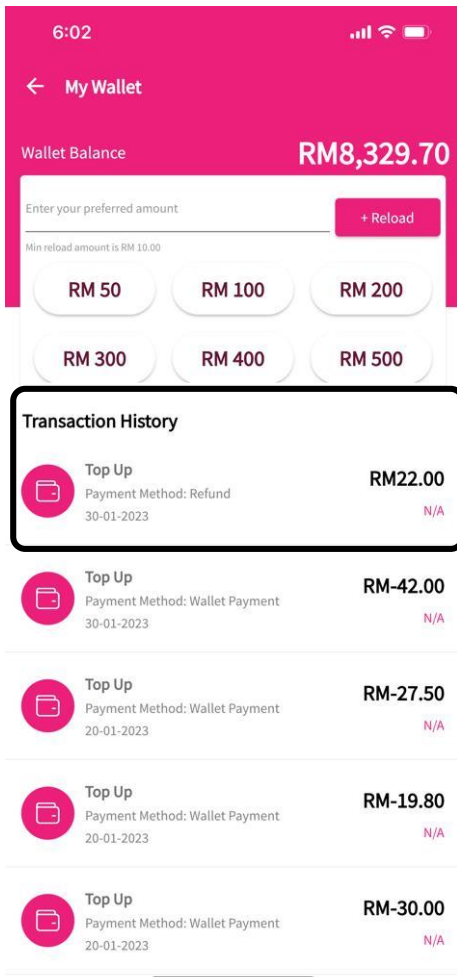 6:02
My Wallet
Wallet Balance RM8,329.70
Enter your preferred amount
+ Reload
Min reload amount is RM 10.00
RM 50 RM 100 RM 200
RM 300 RM 400 RM 500
Transaction History
Top Up
RM22.00
Payment Method: Refund
30-01-2023
N/A
Top Up
RM-42.00
Payment Method: Wallet Payment
30-01-2023
N/A
Top Up
RM-27.50
Payment Method: Wallet Payment
20-01-2023
N/A
Top Up
RM-19.80
Payment Method: Wallet Payment
20-01-2023
N/A
Top Up
RM-30.00
Payment Method: Wallet Payment
20-01-2023
N/A